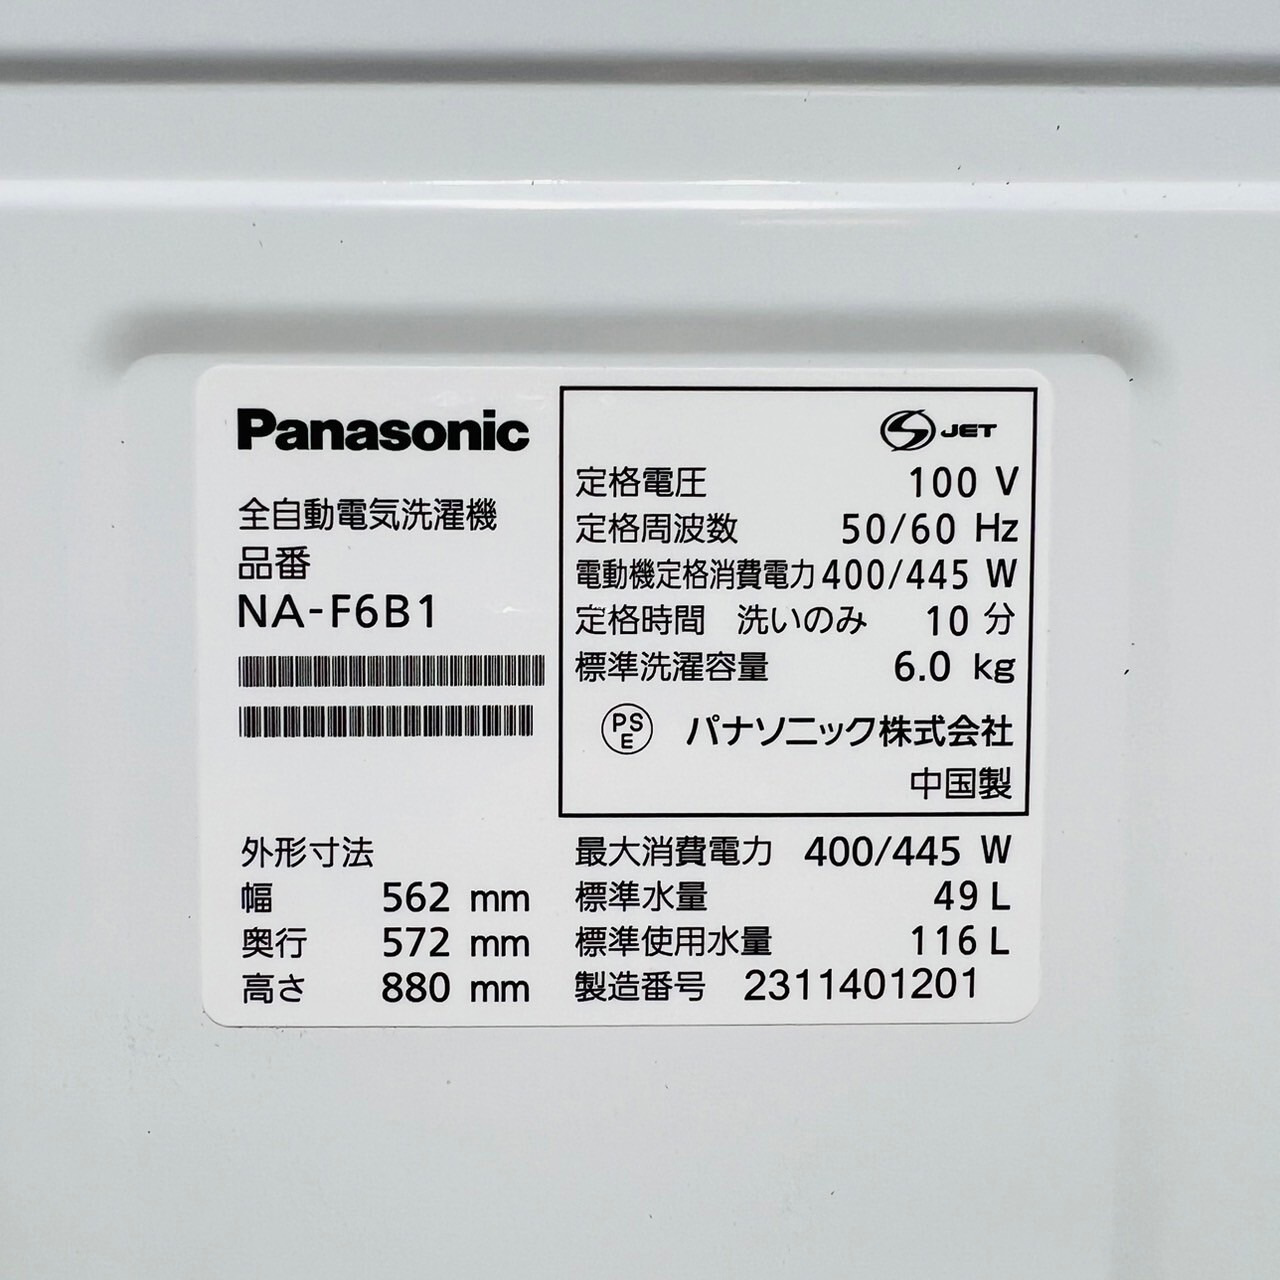 Panasonic
全自動電気洗濯機
品番
NA-F6B1
JET
定格電圧 100 V
定格周波数 50/60 Hz
電動機定格消費電力 400/445 W
定格時間 洗いのみ 10 分
標準洗濯容量 6.0 kg
PSE パナソニック株式会社
中国製
外形寸法
幅 562 mm
奥行 572 mm
高さ 880 mm
最大消費電力 400/445 W
標準水量 49 L
標準使用水量 116 L
製造番号 2311401201